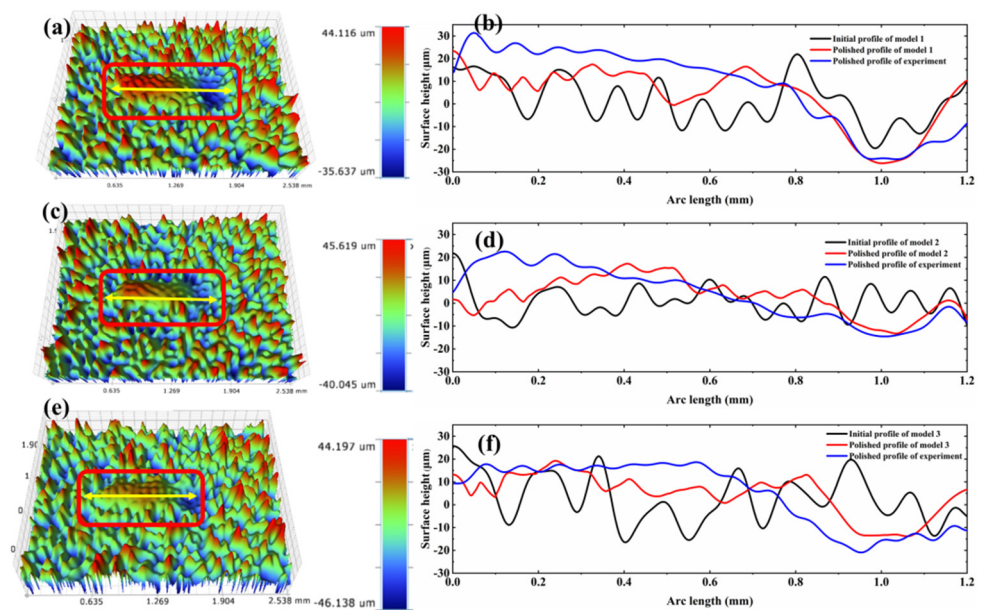 (a)
44.116 um
-35.637 um
0.635 1.269 1.904 2.538 mm
(b)
Initial profile of model 1
Polished profile of model 1
Polished profile of experiment
Surface height (μm)
40
30
20
10
0
-10
-20
-30
0.0 0.2 0.4 0.6 0.8 1.0 1.2
Arc length (mm)
(c)
45.619 um
-40.045 um
0.635 1.269 1.904 2.538 mm
(d)
Initial profile of model 2
Polished profile of model 2
Polished profile of experiment
Surface height (μm)
40
30
20
10
0
-10
-20
-30
0.0 0.2 0.4 0.6 0.8 1.0 1.2
Arc length (mm)
(e)
44.197 um
-46.138 um
1.90
0
0
0.635 1.269 1.904 2.538 mm
(f)
Initial profile of model 3
Polished profile of model 3
Polished profile of experiment
Surface height (μm)
30
20
10
0
-10
-20
-30
0.0 0.2 0.4 0.6 0.8 1.0 1.2
Arc length (mm)